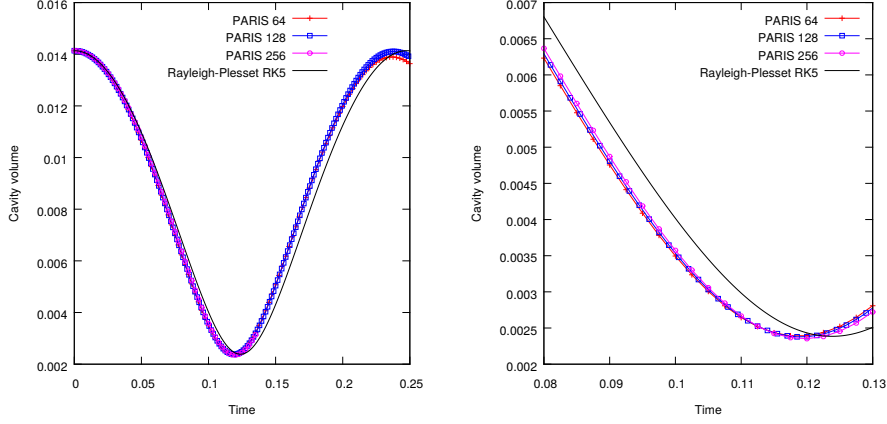 0.016
0.014
0.012
0.01
0.008
0.006
0.004
0.002
Cavity volume
PARIS 64
PARIS 128
PARIS 256
Rayleigh-Plesset RK5
0 0.05 0.1 0.15 0.2 0.25
Time
0.007
0.0065
0.006
0.0055
0.005
0.0045
0.004
0.0035
0.003
0.0025
0.002
Cavity volume
PARIS 64
PARIS 128
PARIS 256
Rayleigh-Plesset RK5
0.08 0.09 0.1 0.11 0.12 0.13
Time